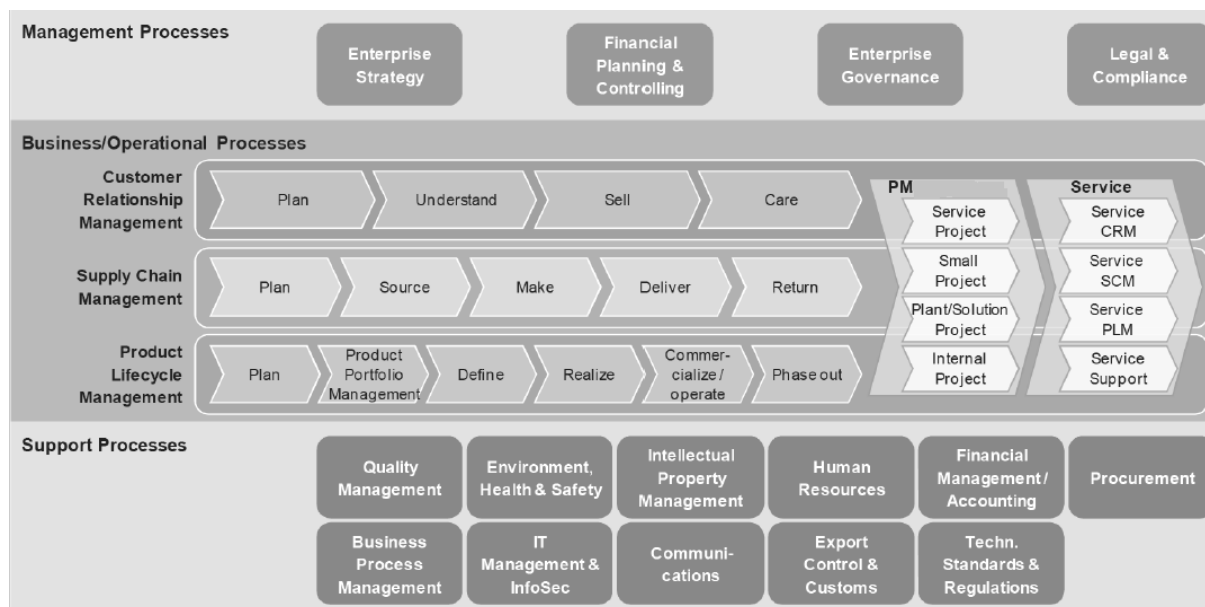 Management Processes
Enterprise
Strategy
Financial
Planning &
Controlling
Enterprise
Governance
Legal &
Compliance
Business/Operational Processes
Customer
Relationship
Management
Plan
Understand
Sell
Care
Supply Chain
Management
Plan
Source
Make
Deliver
Return
Product
Lifecycle
Management
Plan
Product
Portfolio
Management
Define
Realize
Commer-
cialize /
operate
Phase out
PM
Service
Project
Small
Project
Plant/Solution
Project
Internal
Project
Service
Service
CRM
Service
SCM
Service
PLM
Service
Support
Support Processes
Quality
Management
Environment,
Health & Safety
Intellectual
Property
Management
Human
Resources
Financial
Management /
Accounting
Procurement
Business
Process
Management
IT
Management &
InfoSec
Communi-
cations
Export
Control &
Customs
Techn.
Standards &
Regulations